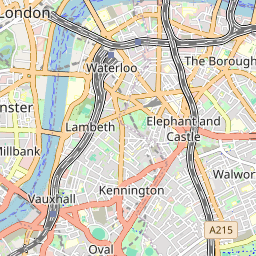 London
Waterloo
The Borough
nster
Lambeth
Elephant and
Castle
Millbank
Walwor
Kennington
Vauxhall
A215
Oval